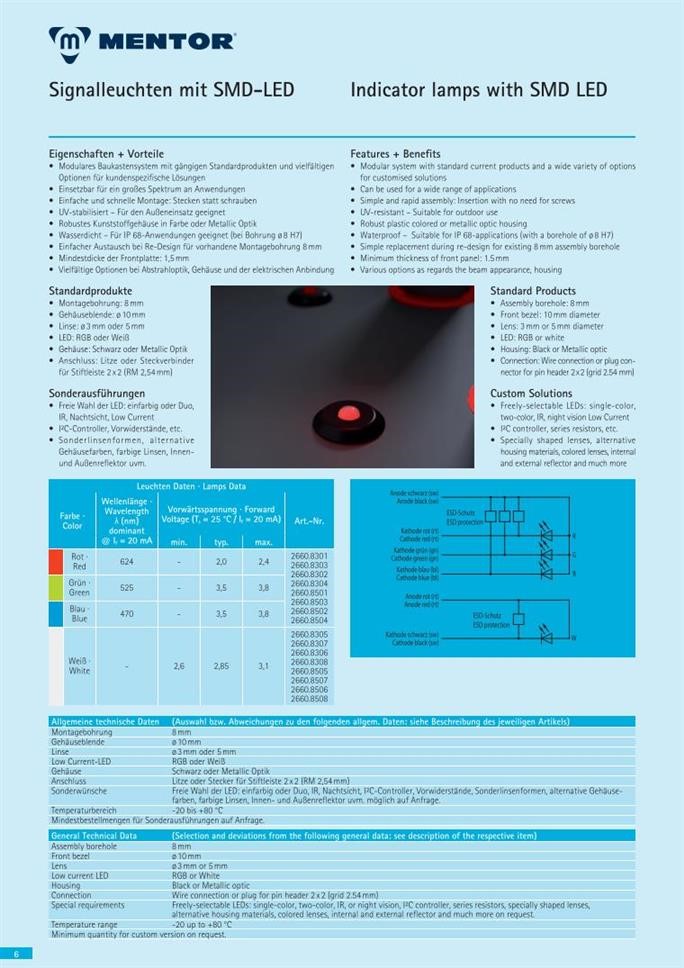 MENTOR®
Signalleuchten mit SMD-LED
Indicator lamps with SMD LED
Eigenschaften + Vorteile
• Modulares Baukastensystem mit gängigen Standardprodukten und vielfältigen
Optionen für kundenspezifische Lösungen
• Einsetzbar für ein großes Spektrum an Anwendungen
• Einfache und schnelle Montage: Stecken statt schrauben
• UV-stabilisiert – Für den Außeneinsatz geeignet
• Robustes Kunststoffgehäuse in Farbe oder Metallic Optik
• Wasserdicht – Für IP 68-Anwendungen geeignet (bei Bohrung ø8 H7)
• Einfacher Austausch bei Re-Design für vorhandene Montagebohrung 8 mm
• Mindestdicke der Frontplatte: 1,5 mm
• Vielfältige Optionen bei Abstrahloptik, Gehäuse und der elektrischen Anbindung
Features + Benefits
• Modular system with standard current products and a wide variety of options
for customised solutions
• Can be used for a wide range of applications
• Simple and rapid assembly: Insertion with no need for screws
• UV-resistant – Suitable for outdoor use
• Robust plastic colored or metallic optic housing
• Waterproof – Suitable for IP 68-applications (with a borehole of ø8 H7)
• Simple replacement during re-design for existing 8 mm assembly borehole
• Minimum thickness of front panel: 1.5 mm
• Various options as regards the beam appearance, housing
Standardprodukte
• Montagebohrung: 8 mm
• Gehäuseblende: ø 10 mm
• Linse: ø 3 mm oder 5 mm
• LED: RGB oder Weiß
• Gehäuse: Schwarz oder Metallic Optik
• Anschluss: Litze oder Steckverbinder
für Stiftleiste 2 x 2 (RM 2,54 mm)
Sonderausführungen
• Freie Wahl der LED: einfarbig oder Duo,
IR, Nachtsicht, Low Current
• I²C-Controller, Vorwiderstände, etc.
• Sonderlinsenformen, alternative
Gehäusefarben, farbige Linsen, Innen-
und Außenreflektor uvm.
Standard Products
• Assembly borehole: 8 mm
• Front bezel: 10 mm diameter
• Lens: 3 mm or 5 mm diameter
• LED: RGB or white
• Housing: Black or Metallic optic
• Connection: Wire connection or plug con-
nector for pin header 2 x 2 (grid 2.54 mm)
Custom Solutions
• Freely-selectable LEDs: single-color,
two-color, IR, night vision Low Current
• I²C controller, series resistors, etc.
• Specially shaped lenses, alternative
housing materials, colored lenses, internal
and external reflector and much more
Leuchten Daten · Lamps Data
Farbe · Color
Wellenlänge · Wavelength λ (nm) dominant @ IF = 20 mA
Vorwärtsspannung · Forward Voltage (Ts = 25 °C / IF = 20 mA)
min. typ. max.
Art.-Nr.
Rot · Red 624 - 2,0 2,4
Grün · Green 525 - 3,5 3,8
Blau · Blue 470 - 3,5 3,8
2660.8301
2660.8303
2660.8302
2660.8304
2660.8501
2660.8503
2660.8502
2660.8504
Weiß · White - 2,6 2,85 3,1
2660.8305
2660.8307
2660.8306
2660.8308
2660.8505
2660.8507
2660.8506
2660.8508
Anode schwarz (sw)
Anode black (sw)
ESD-Schutz
ESD protection
Kathode rot (rt)
Cathode red (rt)
R
Kathode grün (gn)
Cathode green (gn)
G
Kathode blau (bl)
Cathode blue (bl)
B
Anode rot (rt)
Anode red (rt)
ESD-Schutz
ESD protection
Kathode schwarz (sw)
Cathode black (sw)
W
Allgemeine technische Daten (Auswahl bzw. Abweichungen zu den folgenden allgem. Daten: siehe Beschreibung des jeweiligen Artikels)
Montagebohrung 8 mm
Gehäuseblende ø 10 mm
Linse ø 3 mm oder 5 mm
Low Current-LED RGB oder Weiß
Gehäuse Schwarz oder Metallic Optik
Anschluss Litze oder Stecker für Stiftleiste 2 x 2 (RM 2,54 mm)
Sonderwünsche Freie Wahl der LED: einfarbig oder Duo, IR, Nachtsicht, I²C-Controller, Vorwiderstände, Sonderlinsenformen, alternative Gehäuse-
farben, farbige Linsen, Innen- und Außenreflektor uvm. möglich auf Anfrage.
Temperaturbereich -20 bis +80 °C
Mindestbestellmengen für Sonderausführungen auf Anfrage.
General Technical Data (Selection and deviations from the following general data: see description of the respective item)
Assembly borehole 8 mm
Front bezel ø 10 mm
Lens ø 3 mm or 5 mm
Low current LED RGB or White
Housing Black or Metallic optic
Connection Wire connection or plug for pin header 2 x 2 (grid 2.54 mm)
Special requirements Freely-selectable LEDs: single-color, two-color, IR, or night vision, I²C controller, series resistors, specially shaped lenses,
alternative housing materials, colored lenses, internal and external reflector and much more on request.
Temperature range -20 up to +80 °C
Minimum quantity for custom version on request.
6